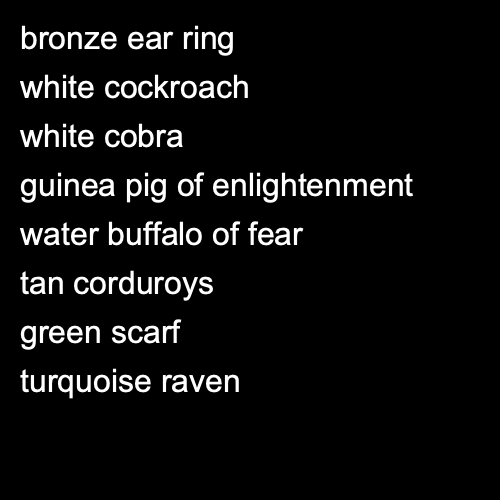 bronze ear ring
white cockroach
white cobra
guinea pig of enlightenment
water buffalo of fear
tan corduroys
green scarf
turquoise raven